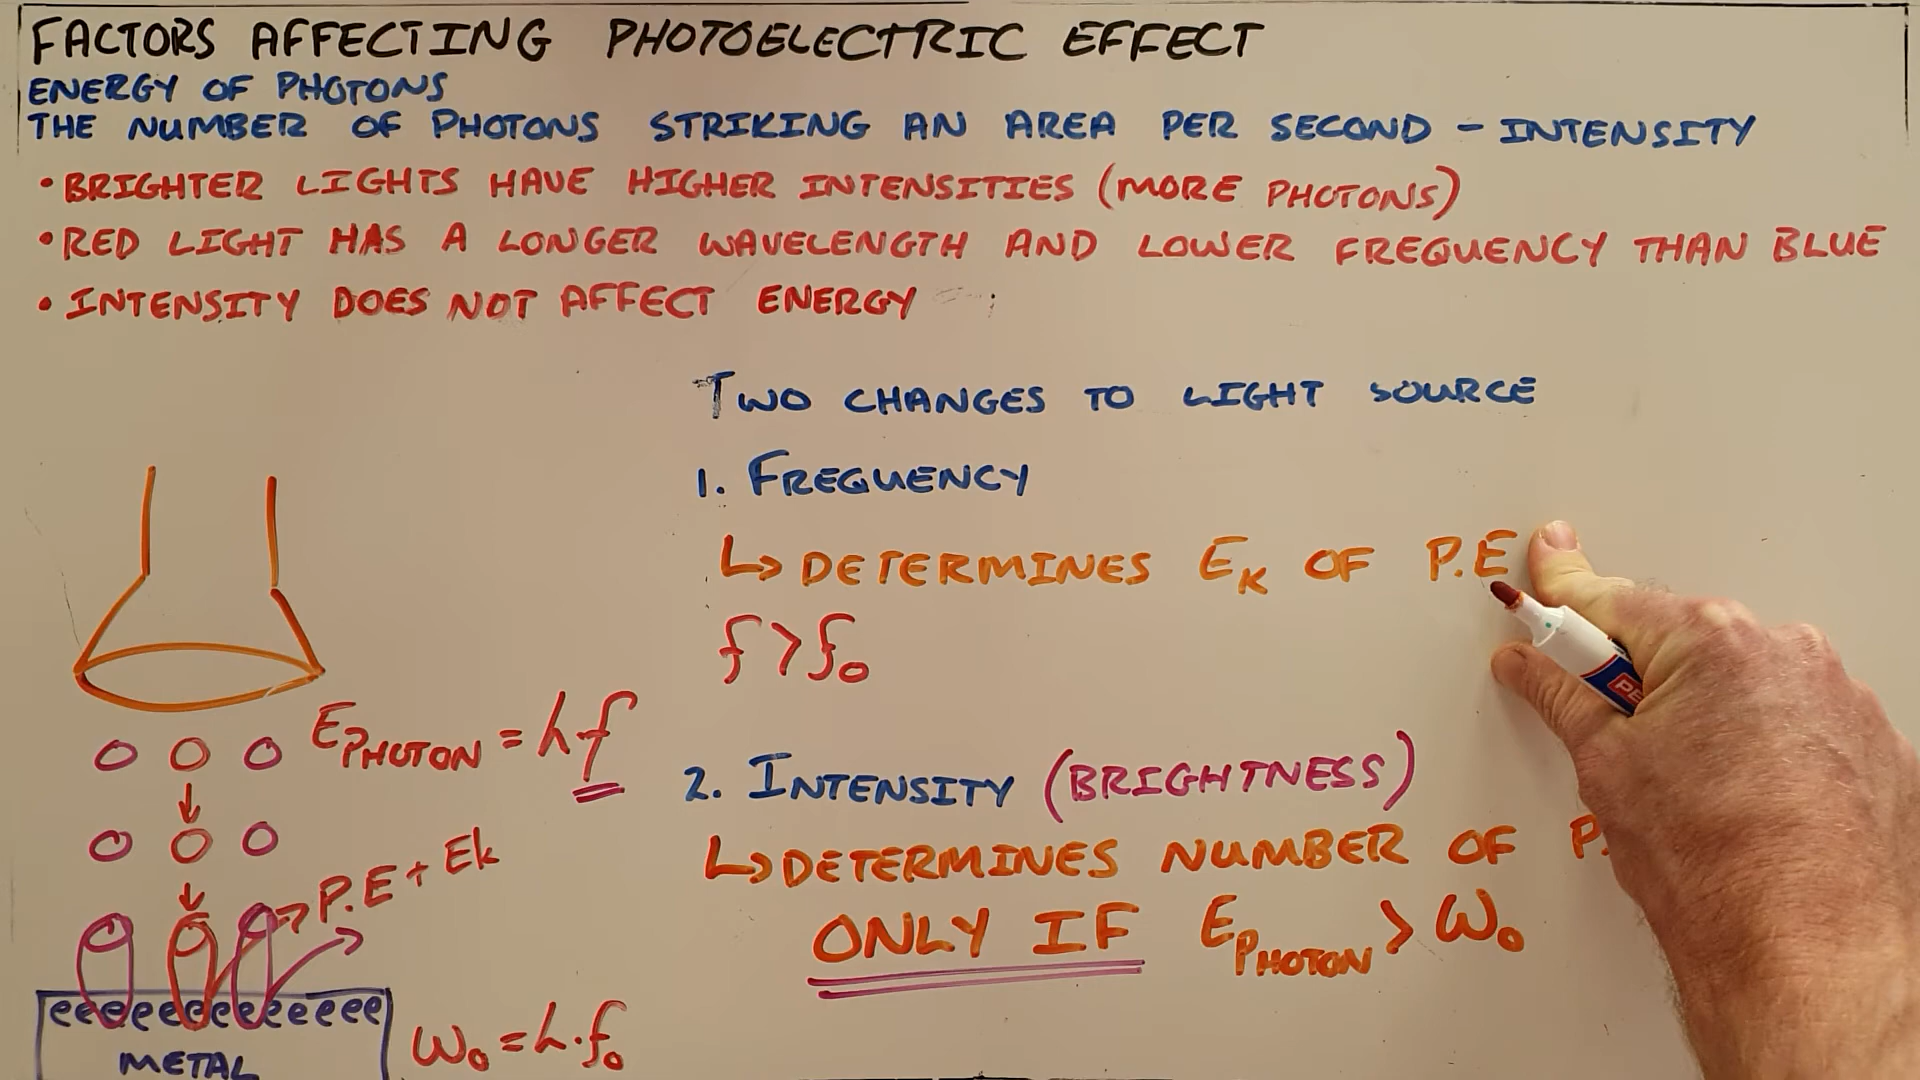 FACTORS AFFECTING PHOTOELECTRIC EFFECT
ENERGY OF PHOTONS
THE NUMBER OF PHOTONS STRIKING AN AREA PER SECOND - INTENSITY
• BRIGHTER LIGHTS HAVE HIGHER INTENSITIES (MORE PHOTONS)
• RED LIGHT HAS A LONGER WAVELENGTH AND LOWER FREQUENCY THAN BLUE
• INTENSITY DOES NOT AFFECT ENERGY
TWO CHANGES TO LIGHT SOURCE
1. FREQUENCY
↳ DETERMINES EK OF P.E
f > f₀
2. INTENSITY (BRIGHTNESS)
↳ DETERMINES NUMBER OF P.
ONLY IF EPHOTON > W₀
EPHOTON = hf
P.E + Ek
eeeeeeeeeeeee
METAL
W₀ = h·f₀
PE